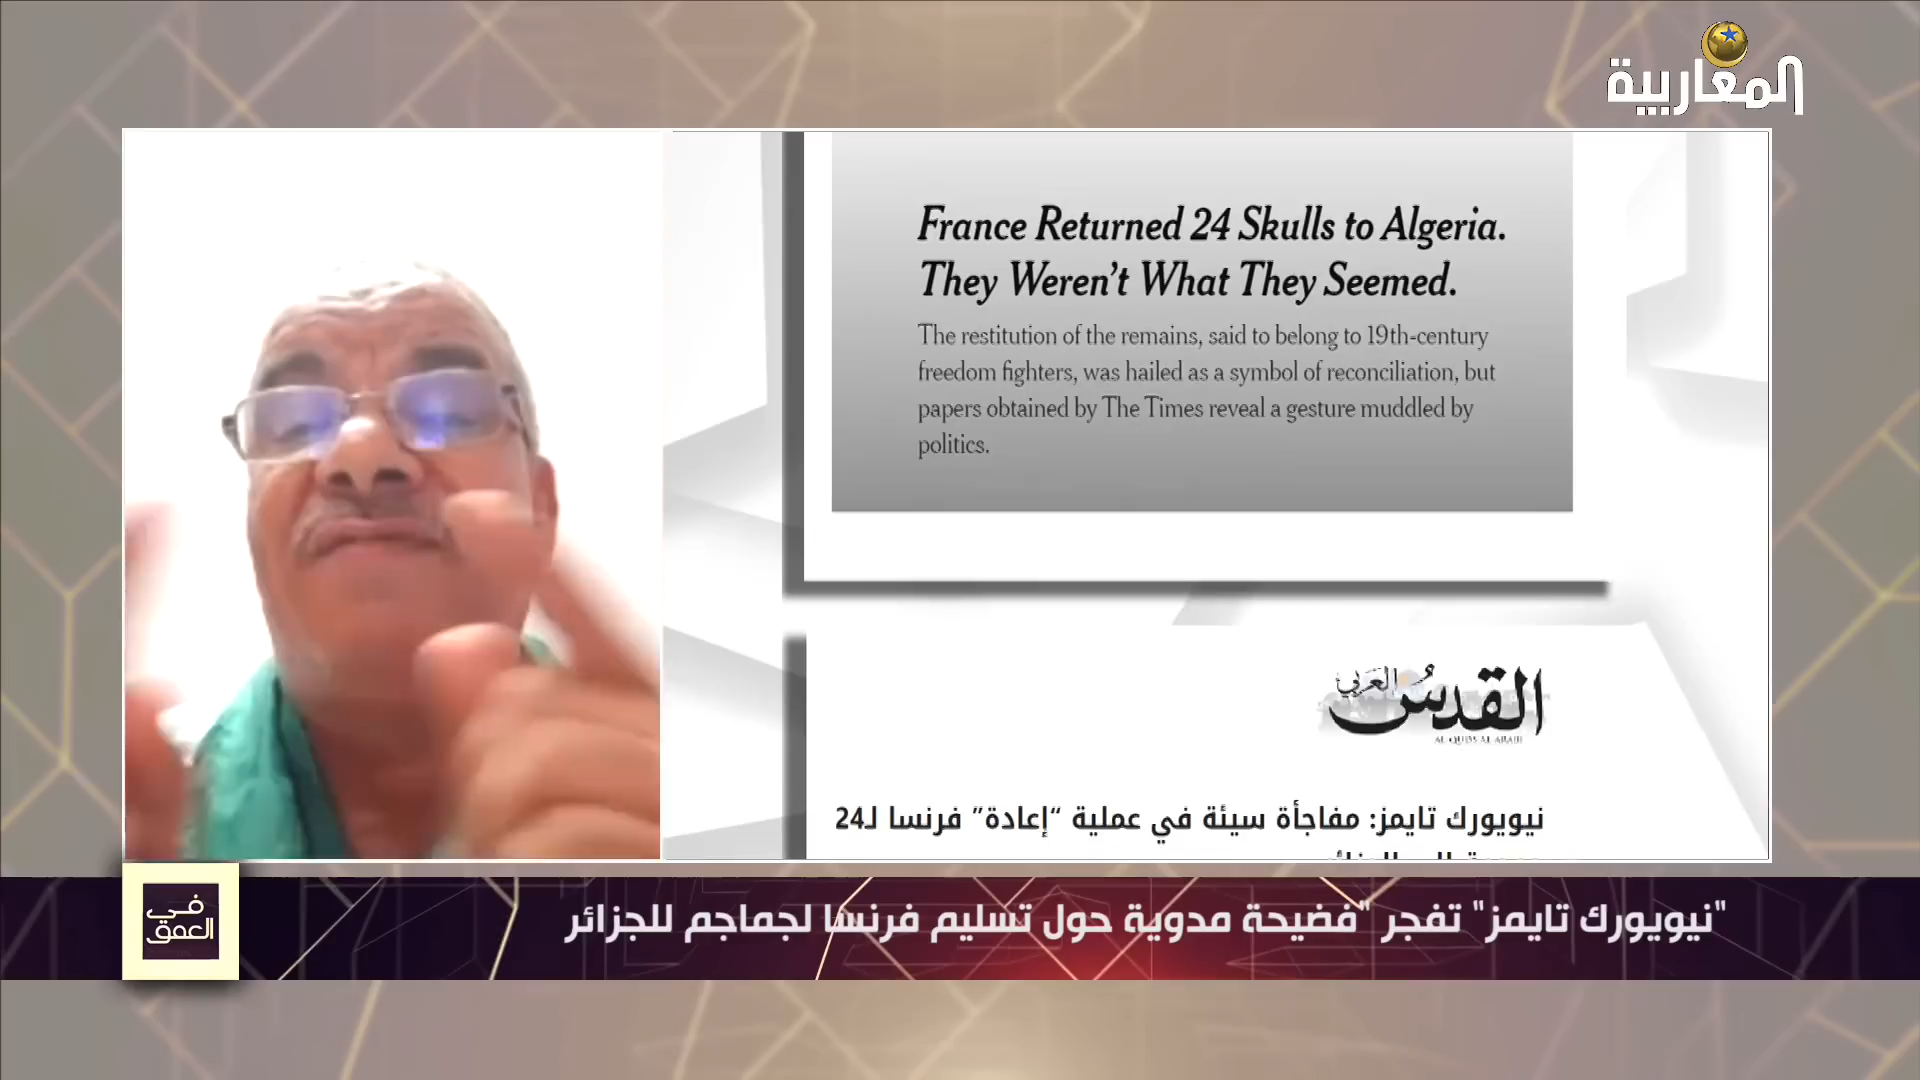 المغاربية
France Returned 24 Skulls to Algeria.
They Weren't What They Seemed.
The restitution of the remains, said to belong to 19th-century
freedom fighters, was hailed as a symbol of reconciliation, but
papers obtained by The Times reveal a gesture muddled by
politics.
القدس العربي
AL-QUDS AL-ARABI
نيويورك تايمز: مفاجأة سيئة في عملية “إعادة” فرنسا لـ24
"نيويورك تايمز" تفجر "فضيحة مدوية حول تسليم فرنسا لجماجم للجزائر
في
العمق